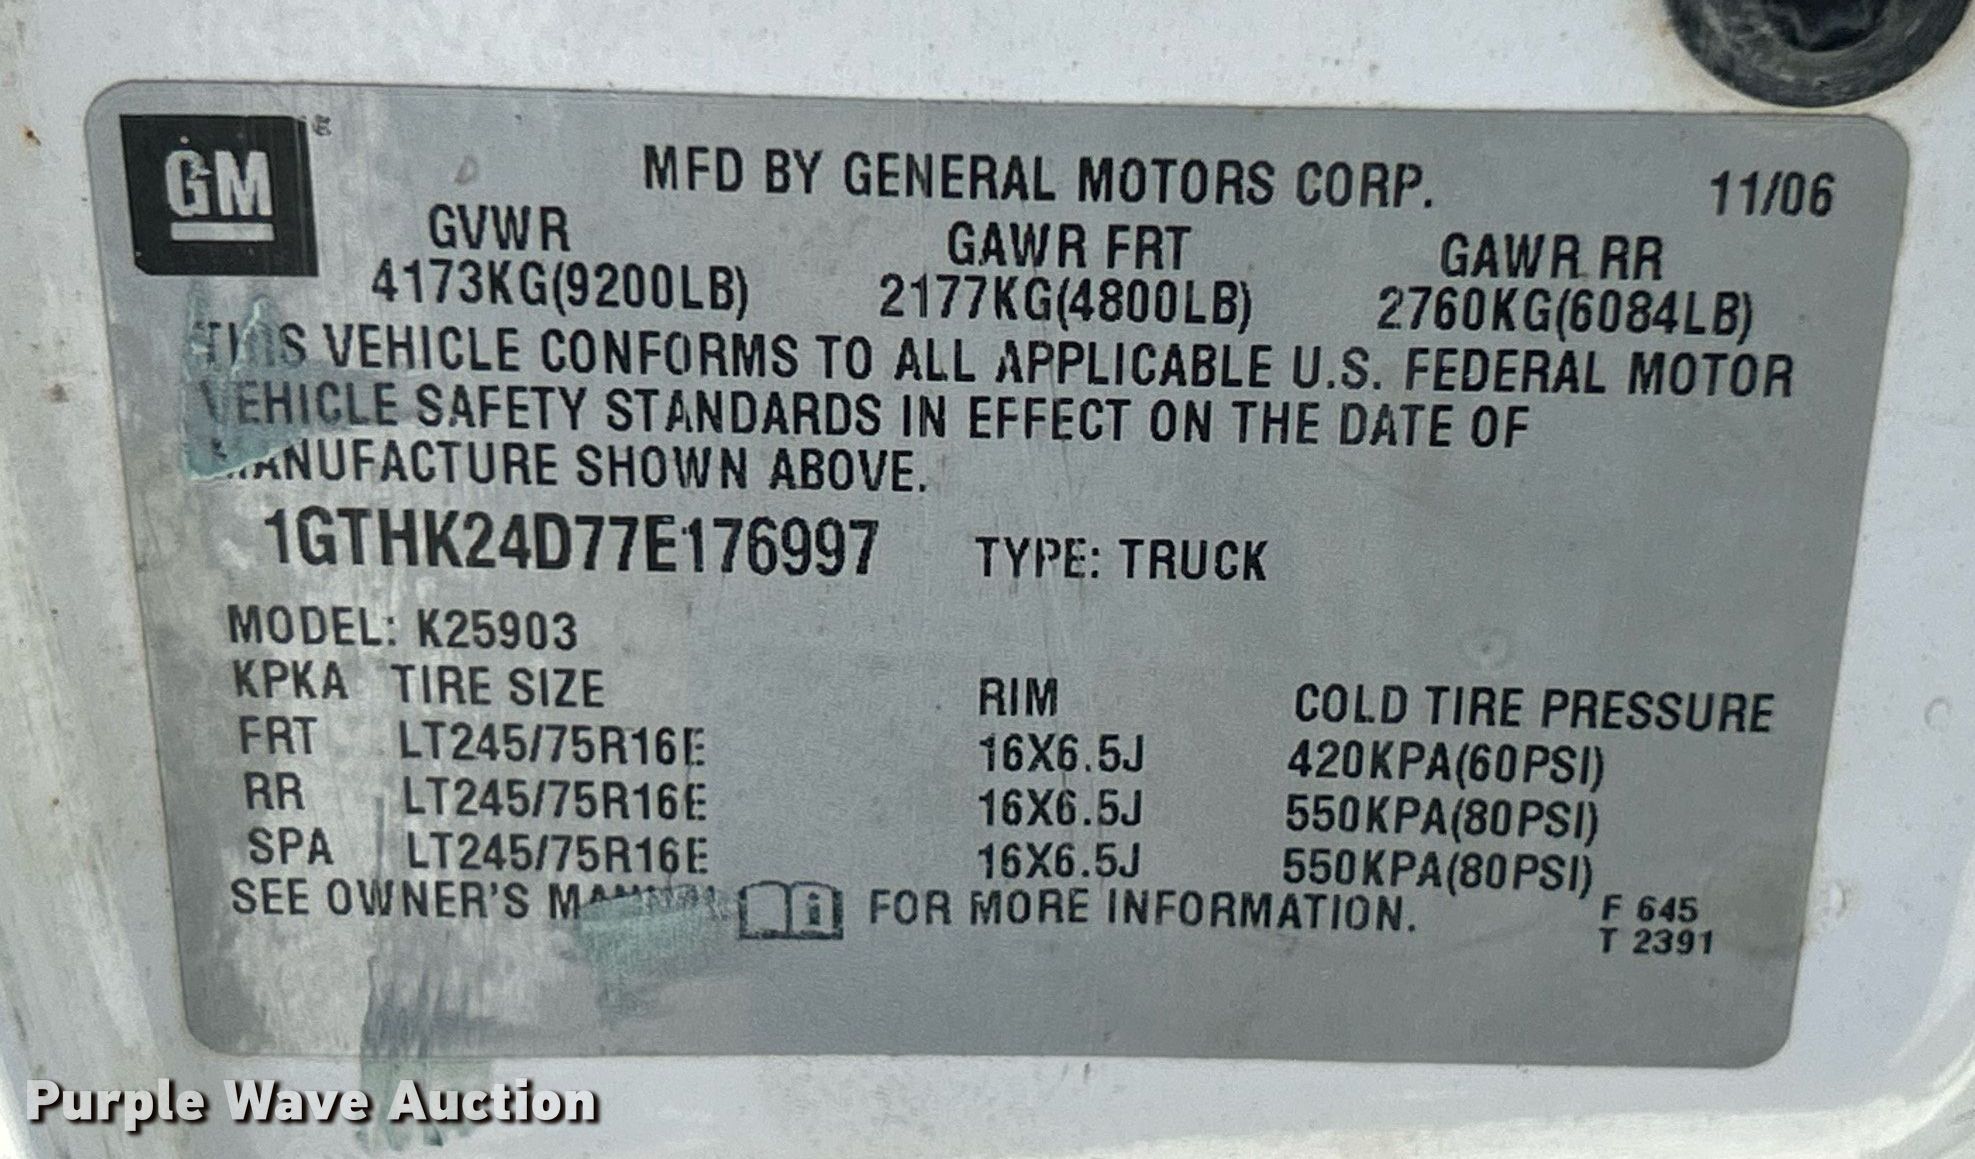 GM
MFD BY GENERAL MOTORS CORP. 11/06
GVWR GAWR FRT GAWR RR
4173KG(9200LB) 2177KG(4800LB) 2760KG(6084LB)
THIS VEHICLE CONFORMS TO ALL APPLICABLE U.S. FEDERAL MOTOR
VEHICLE SAFETY STANDARDS IN EFFECT ON THE DATE OF
MANUFACTURE SHOWN ABOVE.
1GTHK24D77E176997 TYPE: TRUCK
MODEL: K25903
KPKA TIRE SIZE RIM COLD TIRE PRESSURE
FRT LT245/75R16E 16X6.5J 420KPA(60PSI)
RR LT245/75R16E 16X6.5J 550KPA(80PSI)
SPA LT245/75R16E 16X6.5J 550KPA(80PSI)
SEE OWNER'S MANUAL FOR MORE INFORMATION.
F 645
T 2391
Purple Wave Auction